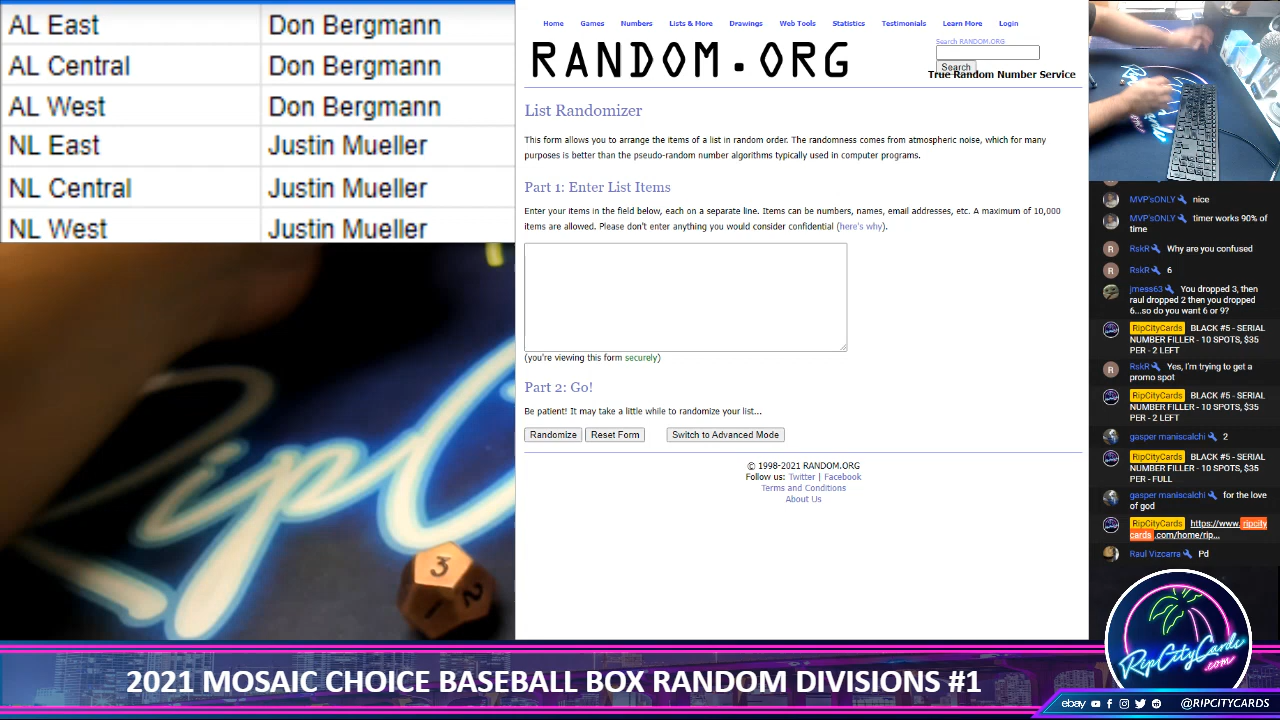 AL East Don Bergmann
AL Central Don Bergmann
AL West Don Bergmann
NL East Justin Mueller
NL Central Justin Mueller
NL West Justin Mueller
Home Games Numbers Lists & More Drawings Web Tools Statistics Testimonials Learn More Login
RANDOM.ORG
Search RANDOM.ORG
Search
True Random Number Service
List Randomizer
This form allows you to arrange the items of a list in random order. The randomness comes from atmospheric noise, which for many
purposes is better than the pseudo-random number algorithms typically used in computer programs.
Part 1: Enter List Items
Enter your items in the field below, each on a separate line. Items can be numbers, names, email addresses, etc. A maximum of 10,000
items are allowed. Please don't enter anything you would consider confidential (here's why).
(you're viewing this form securely)
Part 2: Go!
Be patient! It may take a little while to randomize your list...
Randomize Reset Form Switch to Advanced Mode
© 1998-2021 RANDOM.ORG
Follow us: Twitter | Facebook
Terms and Conditions
About Us
MVP'sONLY nice
MVP'sONLY timer works 90% of
time
R RskR Why are you confused
R RskR 6
jmess63 You dropped 3, then
raul dropped 2 then you dropped
6...so do you want 6 or 9?
RipCityCards BLACK #5 - SERIAL
NUMBER FILLER - 10 SPOTS, $35
PER - 2 LEFT
R RskR Yes, I'm trying to get a
promo spot
RipCityCards BLACK #5 - SERIAL
NUMBER FILLER - 10 SPOTS, $35
PER - 2 LEFT
gasper maniscalchi 2
RipCityCards BLACK #5 - SERIAL
NUMBER FILLER - 10 SPOTS, $35
PER - FULL
gasper maniscalchi for the love
of god
RipCityCards https://www.ripcity
cards.com/home/rip...
Raul Vizcarra Pd
RipC
3
1 2
RipCityCards
.com
2021 MOSAIC CHOICE BASEBALL BOX RANDOM DIVISIONS #1
ebay @RIPCITYCARDS